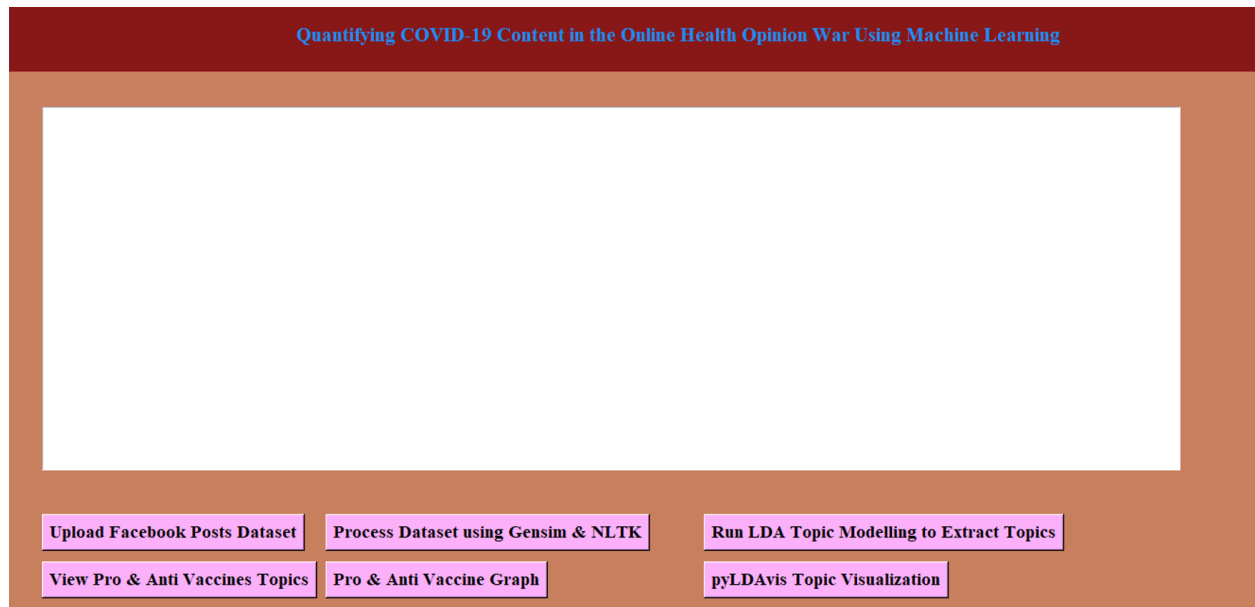 Quantifying COVID-19 Content in the Online Health Opinion War Using Machine Learning
Upload Facebook Posts Dataset
Process Dataset using Gensim & NLTK
Run LDA Topic Modelling to Extract Topics
View Pro & Anti Vaccines Topics
Pro & Anti Vaccine Graph
pyLDAvis Topic Visualization